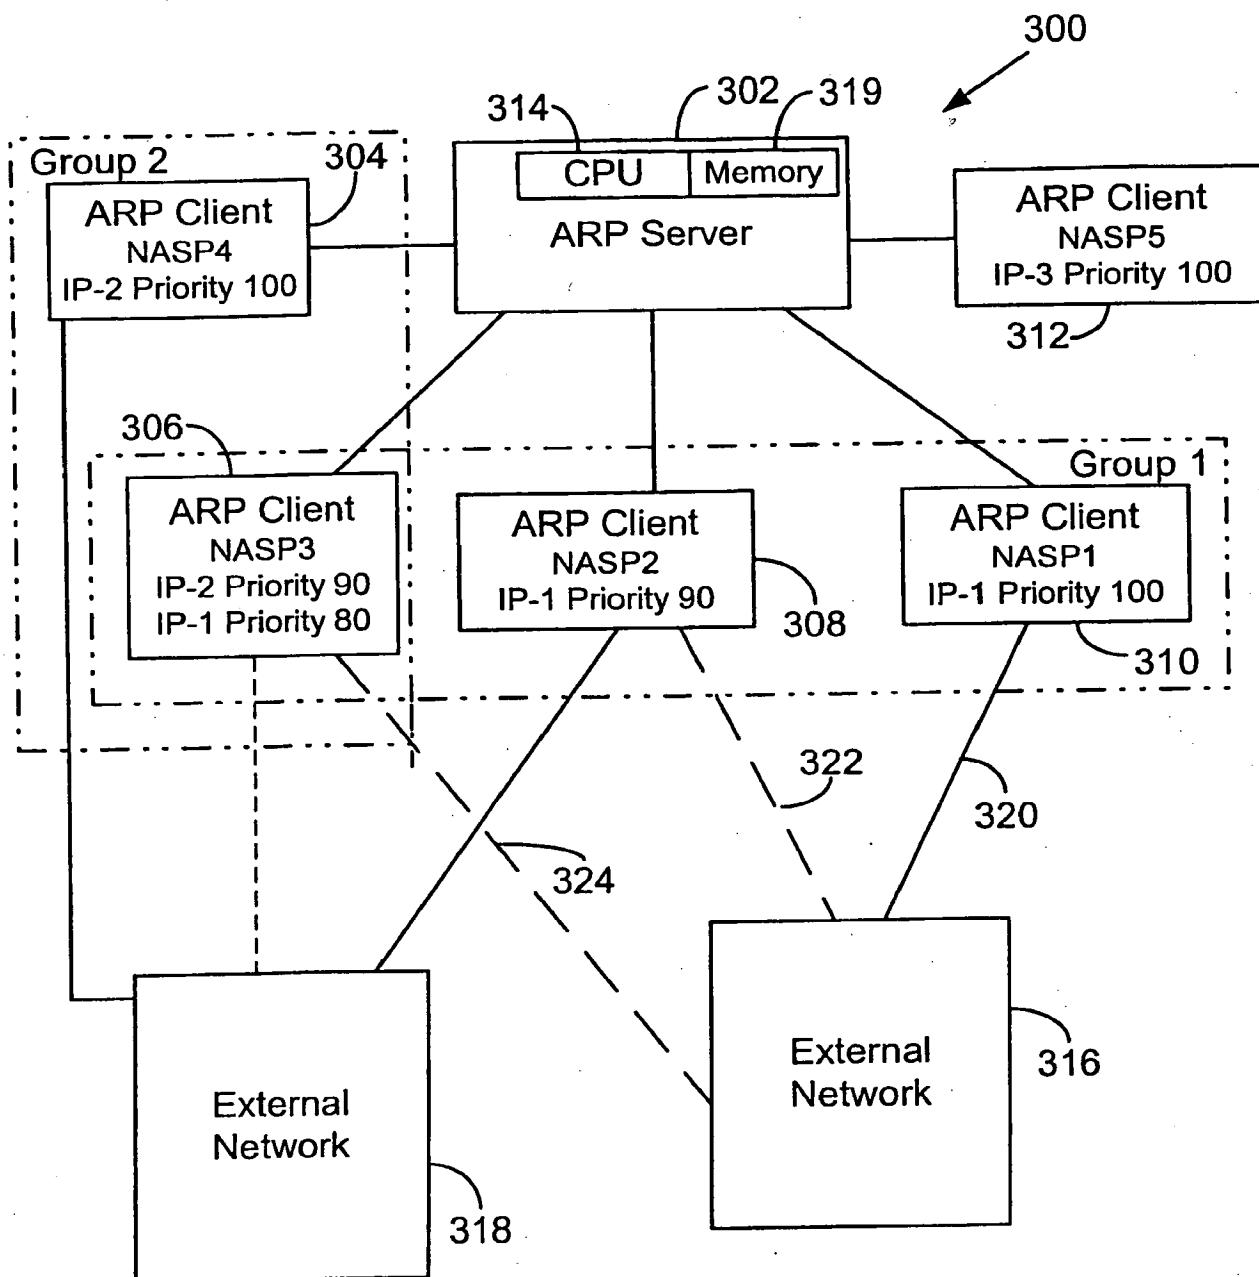 300
314
302
319
Group 2
304
CPU
Memory
ARP Server
ARP Client
NASP4
IP-2 Priority 100
ARP Client
NASP5
IP-3 Priority 100
312
306
Group 1
ARP Client
NASP3
IP-2 Priority 90
IP-1 Priority 80
ARP Client
NASP2
IP-1 Priority 90
308
ARP Client
NASP1
IP-1 Priority 100
310
322
320
324
External
Network
316
External
Network
318